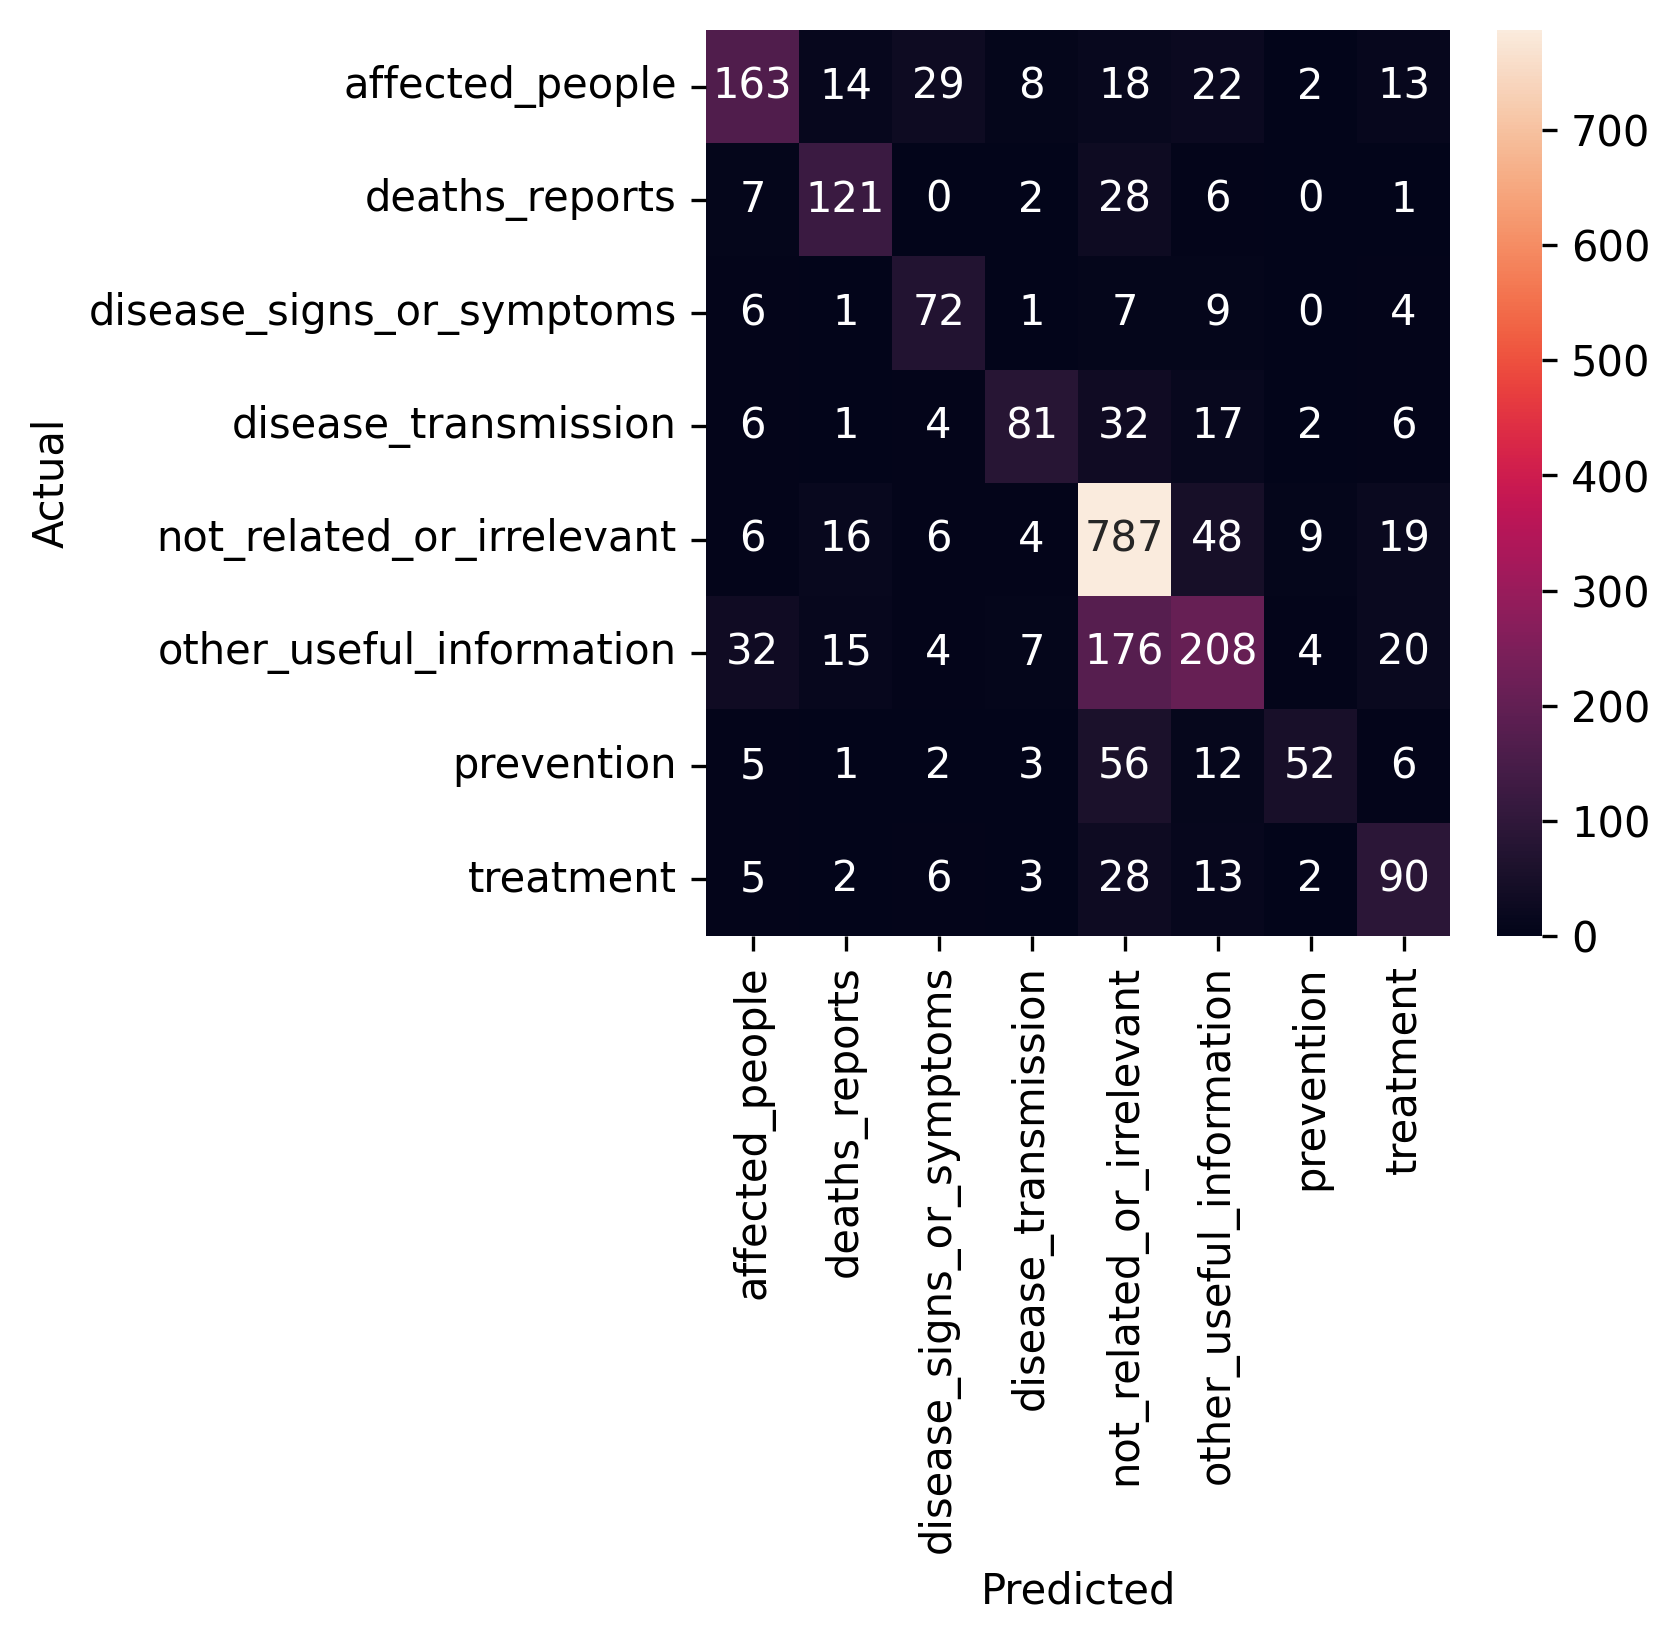 affected_people 163 14 29 8 18 22 2 13
deaths_reports 7 121 0 2 28 6 0 1
disease_signs_or_symptoms 6 1 72 1 7 9 0 4
disease_transmission 6 1 4 81 32 17 2 6
not_related_or_irrelevant 6 16 6 4 787 48 9 19
other_useful_information 32 15 4 7 176 208 4 20
prevention 5 1 2 3 56 12 52 6
treatment 5 2 6 3 28 13 2 90
Actual
affected_people
deaths_reports
disease_signs_or_symptoms
disease_transmission
not_related_or_irrelevant
other_useful_information
prevention
treatment
Predicted
700
600
500
400
300
200
100
0